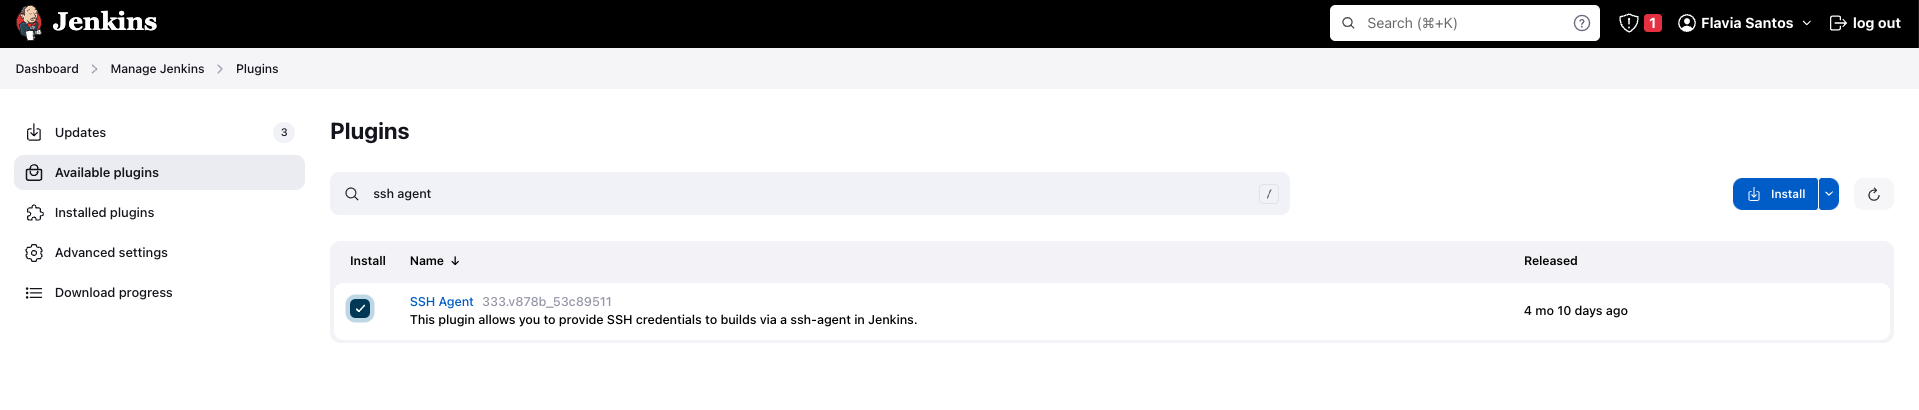 Jenkins
Search (⌘+K)
1
Flavia Santos
log out
Dashboard
Manage Jenkins
Plugins
Updates
3
Available plugins
Installed plugins
Advanced settings
Download progress
Plugins
ssh agent
/
Install
Install
Name ↓
Released
SSH Agent 333.v878b_53c89511
This plugin allows you to provide SSH credentials to builds via a ssh-agent in Jenkins.
4 mo 10 days ago